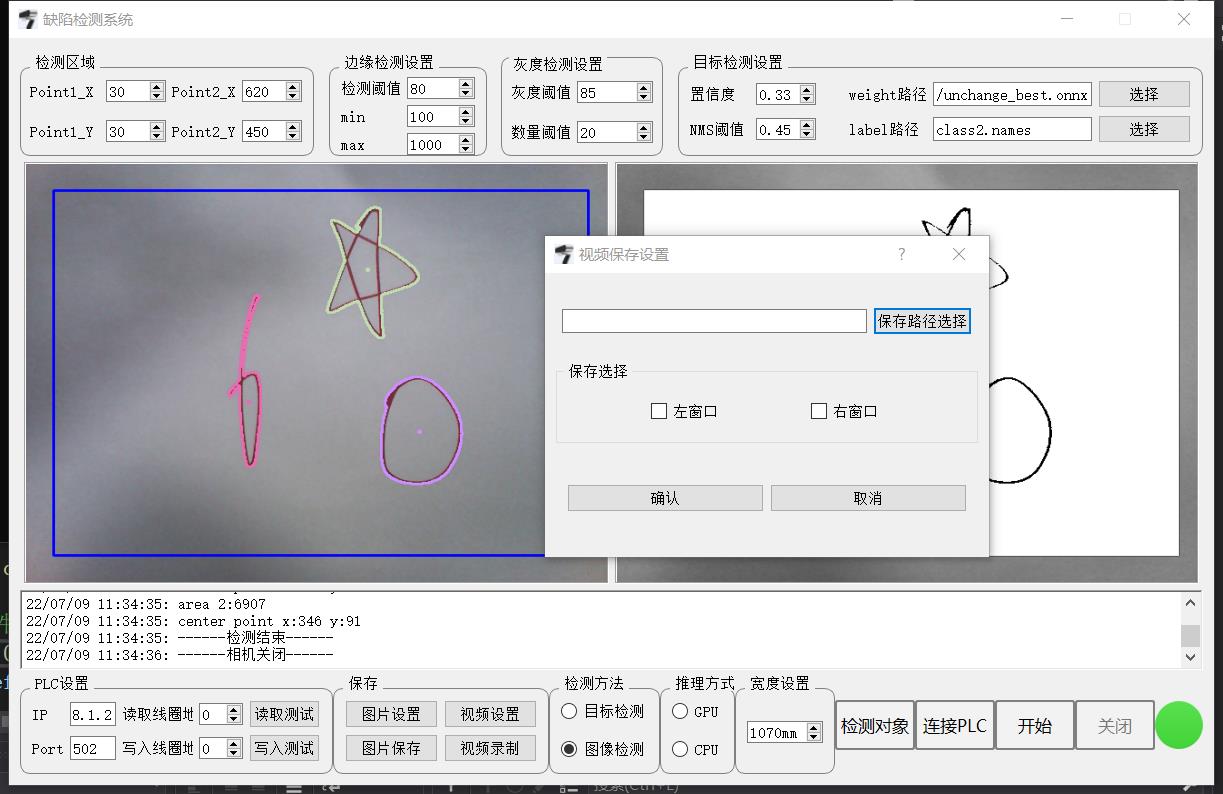 缺陷检测系统
检测区域
Point1_X 30 Point2_X 620
Point1_Y 30 Point2_Y 450
边缘检测设置
检测阈值 80
min 100
max 1000
灰度检测设置
灰度阈值 85
数量阈值 20
目标检测设置
置信度 0.33 weight路径 /unchange_best.onnx 选择
NMS阈值 0.45 label路径 class2.names 选择
视频保存设置 ?
保存路径选择
保存选择
左窗口 右窗口
确认 取消
22/07/09 11:34:35: area 2:6907
22/07/09 11:34:35: center point x:346 y:91
22/07/09 11:34:35: ------检测结束------
22/07/09 11:34:36: ------相机关闭------
PLC设置
IP 8.1.2 读取线圈地 0 读取测试
Port 502 写入线圈地 0 写入测试
保存
图片设置 视频设置
图片保存 视频录制
检测方法
目标检测
图像检测
推理方式
GPU
CPU
宽度设置
1070mm
检测对象 连接PLC 开始 关闭
搜索(Ctrl+L)